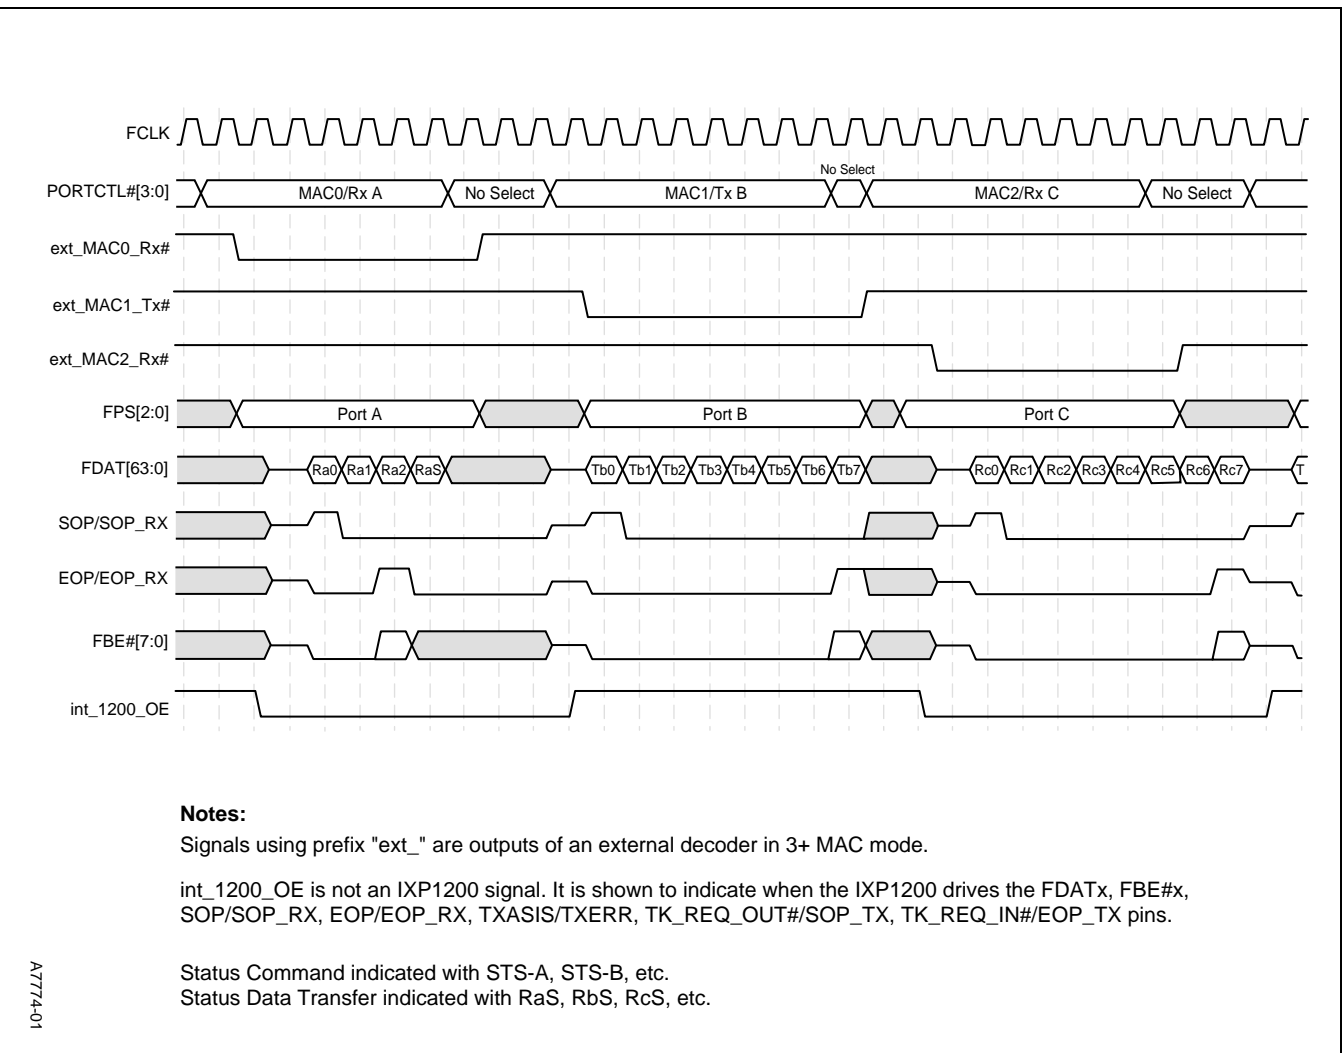 FCLK
No Select
PORTCTL#[3:0] MAC0/Rx A No Select MAC1/Tx B MAC2/Rx C No Select
ext_MAC0_Rx#
ext_MAC1_Tx#
ext_MAC2_Rx#
FPS[2:0] Port A Port B Port C
FDAT[63:0] Ra0 Ra1 Ra2 RaS Tb0 Tb1 Tb2 Tb3 Tb4 Tb5 Tb6 Tb7 Rc0 Rc1 Rc2 Rc3 Rc4 Rc5 Rc6 Rc7 T
SOP/SOP_RX
EOP/EOP_RX
FBE#[7:0]
int_1200_OE
Notes:
Signals using prefix "ext_" are outputs of an external decoder in 3+ MAC mode.
int_1200_OE is not an IXP1200 signal. It is shown to indicate when the IXP1200 drives the FDATx, FBE#x,
SOP/SOP_RX, EOP/EOP_RX, TXASIS/TXERR, TK_REQ_OUT#/SOP_TX, TK_REQ_IN#/EOP_TX pins.
Status Command indicated with STS-A, STS-B, etc.
Status Data Transfer indicated with RaS, RbS, RcS, etc.
A7774-01